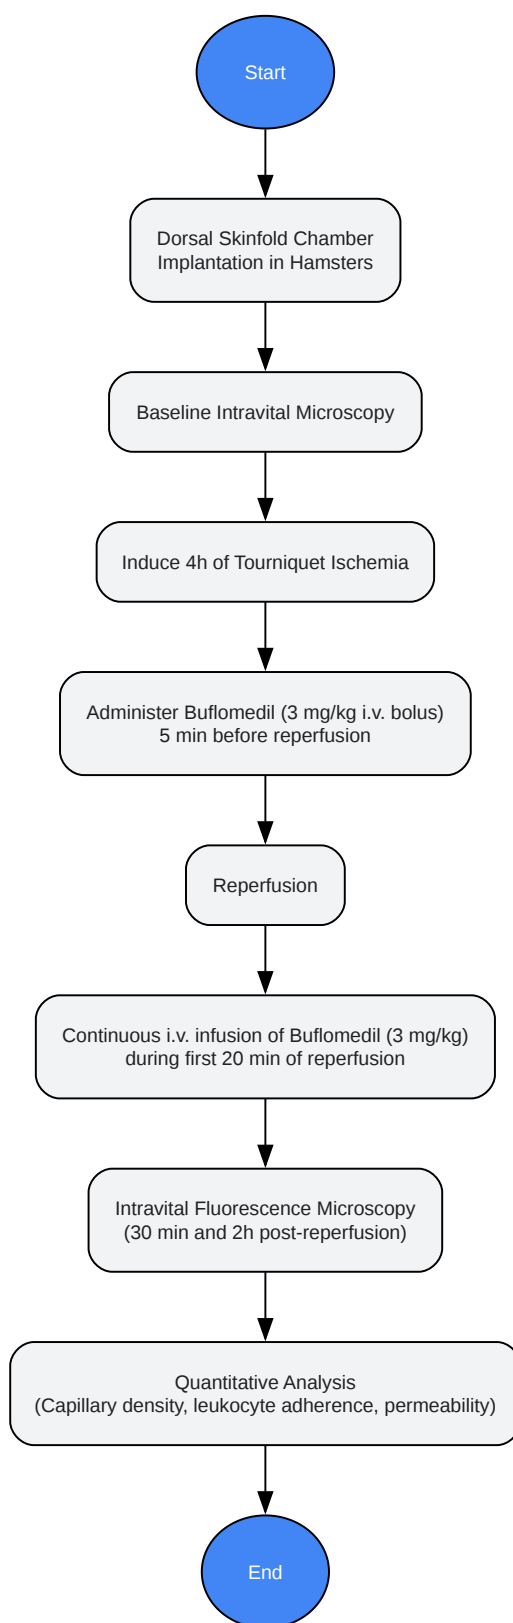 Start
Dorsal Skinfold Chamber
Implantation in Hamsters
Baseline Intravital Microscopy
Induce 4h of Tourniquet Ischemia
Administer Buflomedil (3 mg/kg i.v. bolus)
5 min before reperfusion
Reperfusion
Continuous i.v. infusion of Buflomedil (3 mg/kg)
during first 20 min of reperfusion
Intravital Fluorescence Microscopy
(30 min and 2h post-reperfusion)
Quantitative Analysis
(Capillary density, leukocyte adherence, permeability)
End